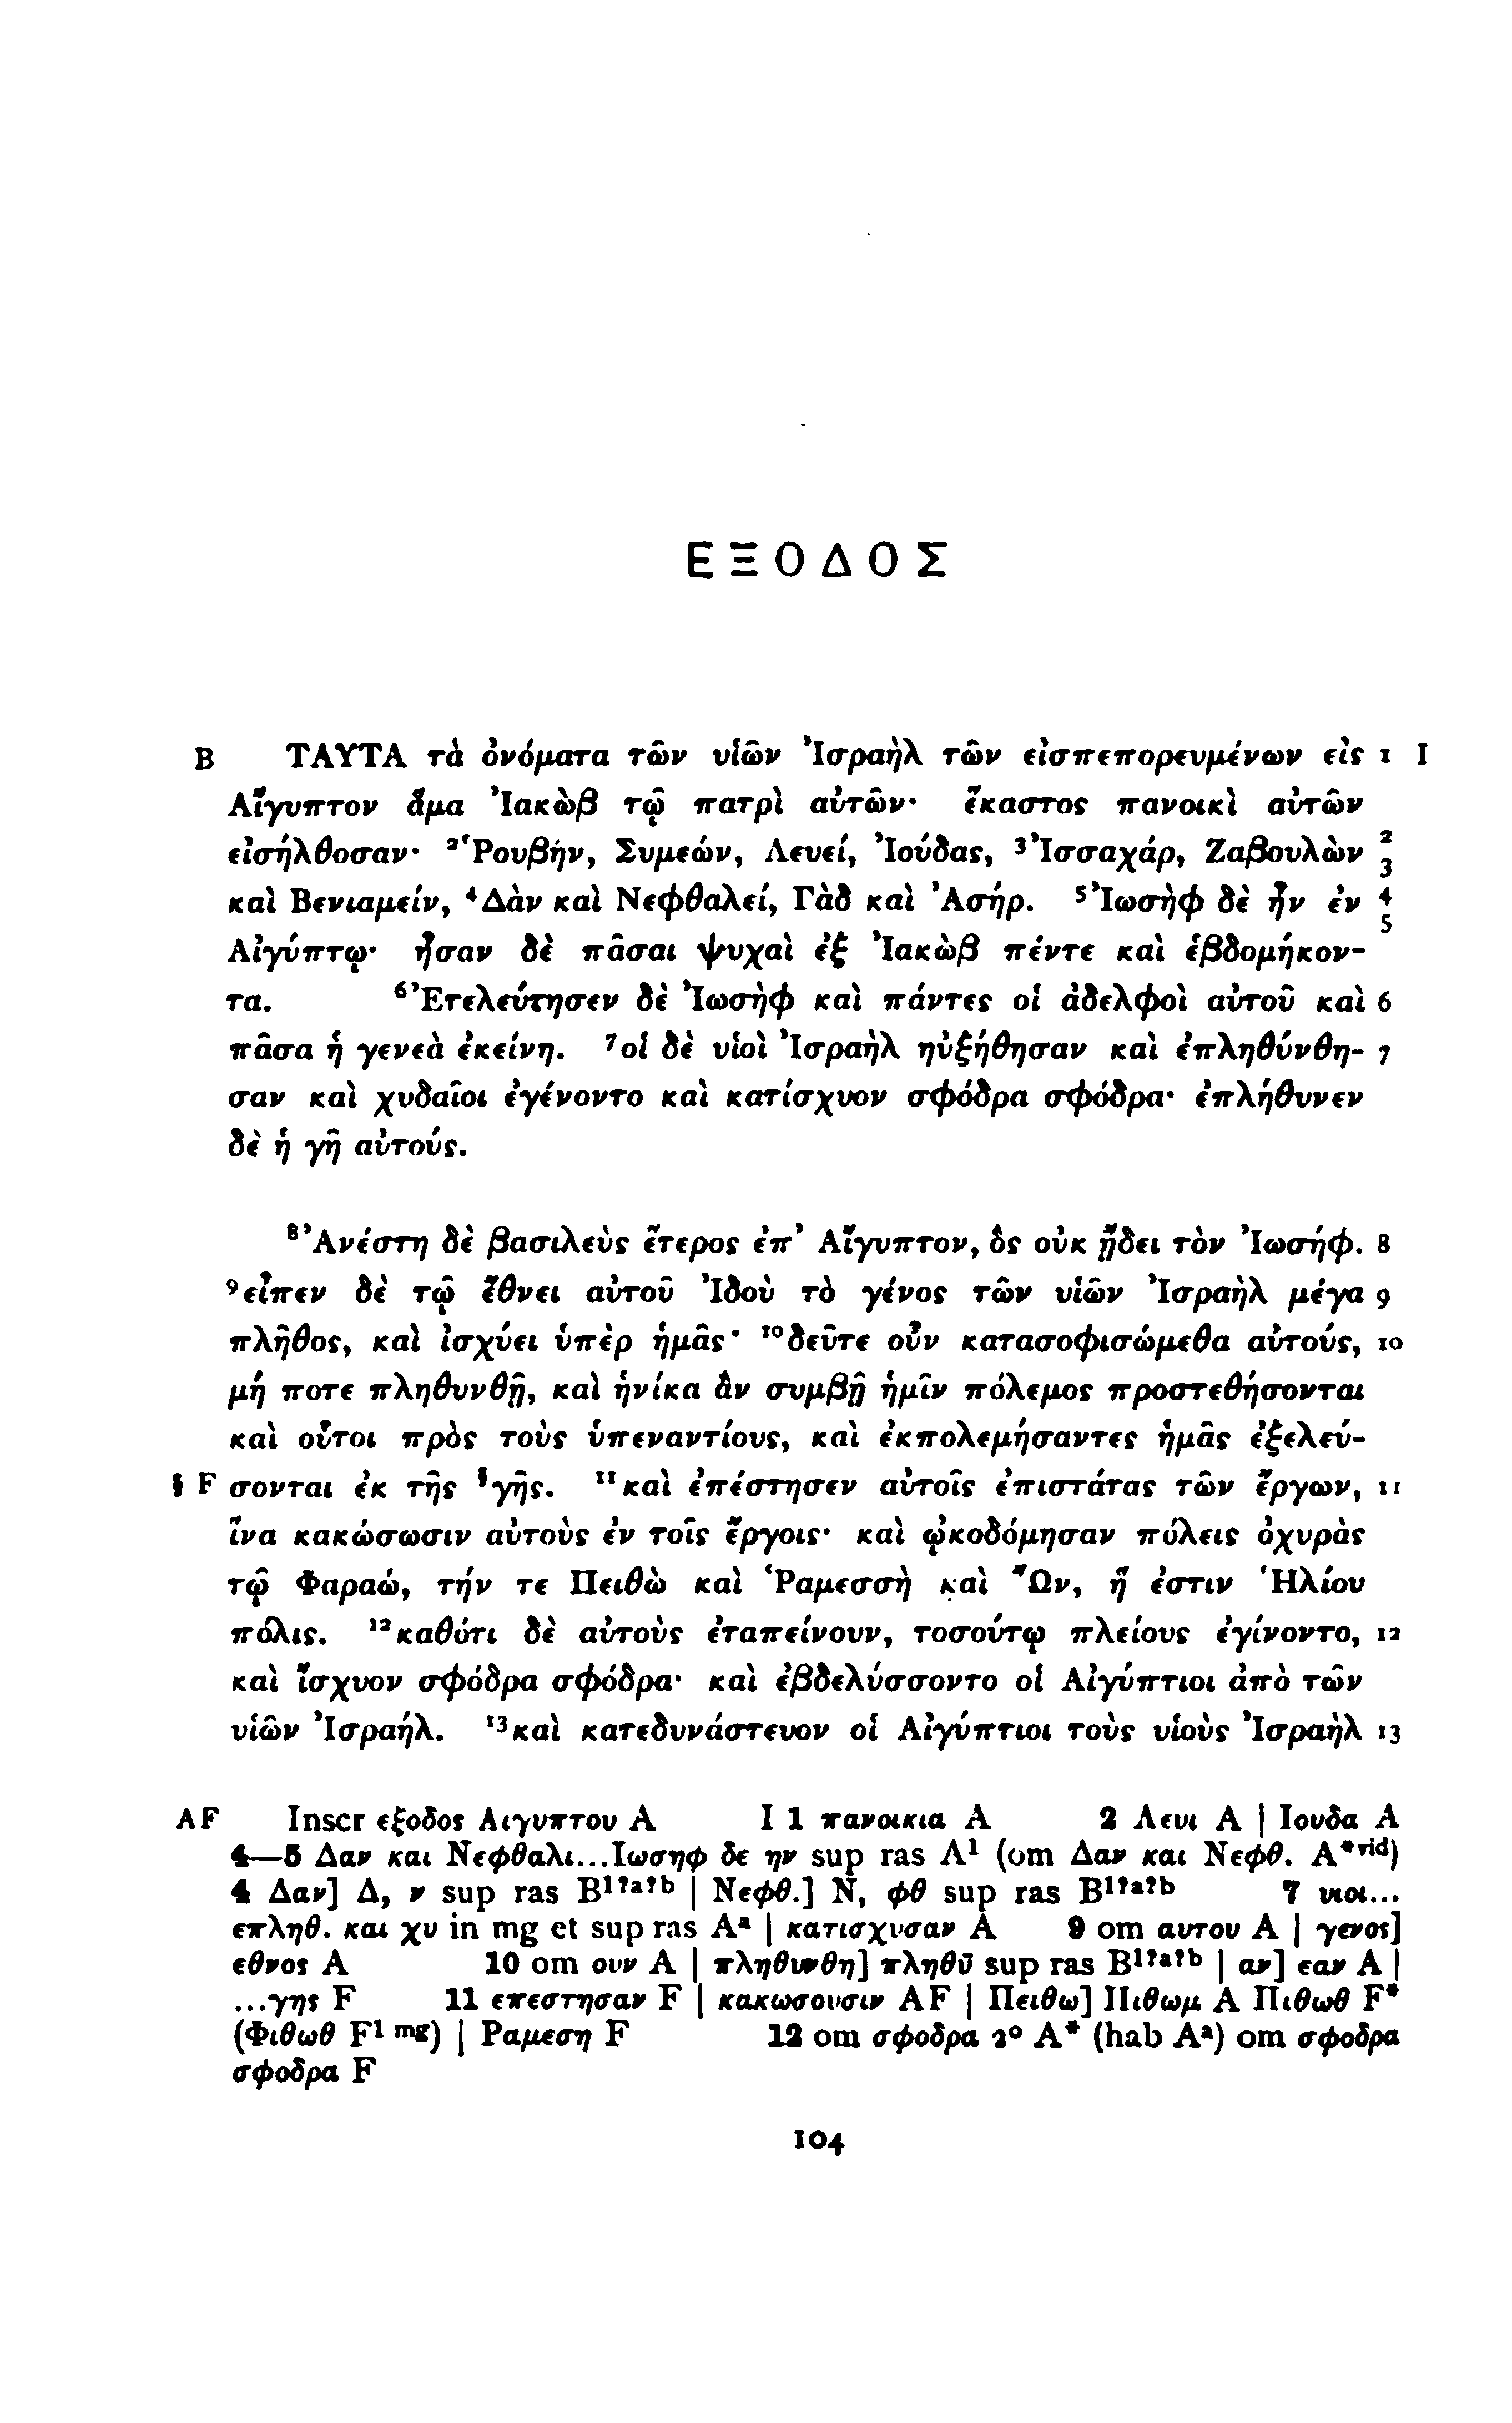 ΕΞΟΔΟΣ
B ΤΑΥΤΑ τὰ ὀνόματα τῶν υἱῶν Ἰσραὴλ τῶν εἰσπεπορευμένων εἰς 1 I
Αἴγυπτον ἅμα Ἰακὼβ τῷ πατρὶ αὐτῶν· ἕκαστος πανοικὶ αὐτῶν
εἰσήλθοσαν· ²Ῥουβήν, Συμεών, Λευεί, Ἰούδας, ³Ἰσσαχάρ, Ζαβουλὼν 2 3
καὶ Βενιαμείν, ⁴Δὰν καὶ Νεφθαλεί, Γὰδ καὶ Ἀσήρ. ⁵Ἰωσὴφ δὲ ἦν ἐν 4 5
Αἰγύπτῳ· ἦσαν δὲ πᾶσαι ψυχαὶ ἐξ Ἰακὼβ πέντε καὶ ἑβδομήκον-
τα. ⁶Ἐτελεύτησεν δὲ Ἰωσὴφ καὶ πάντες οἱ ἀδελφοὶ αὐτοῦ καὶ 6
πᾶσα ἡ γενεὰ ἐκείνη. ⁷οἱ δὲ υἱοὶ Ἰσραὴλ ηὐξήθησαν καὶ ἐπληθύνθη- 7
σαν καὶ χυδαῖοι ἐγένοντο καὶ κατίσχυον σφόδρα σφόδρα· ἐπλήθυνεν
δὲ ἡ γῆ αὐτούς.
⁸Ἀνέστη δὲ βασιλεὺς ἕτερος ἐπ’ Αἴγυπτον, ὃς οὐκ ᾔδει τὸν Ἰωσήφ. 8
⁹εἶπεν δὲ τῷ ἔθνει αὐτοῦ Ἰδοὺ τὸ γένος τῶν υἱῶν Ἰσραὴλ μέγα 9
πλῆθος, καὶ ἰσχύει ὑπὲρ ἡμᾶς· ¹⁰δεῦτε οὖν κατασοφισώμεθα αὐτούς, 10
μή ποτε πληθυνθῇ, καὶ ἡνίκα ἂν συμβῇ ἡμῖν πόλεμος προστεθήσονται
καὶ οὗτοι πρὸς τοὺς ὑπεναντίους, καὶ ἐκπολεμήσαντες ἡμᾶς ἐξελεύ-
§ F σονται ἐκ τῆς §γῆς. ¹¹καὶ ἐπέστησεν αὐτοῖς ἐπιστάτας τῶν ἔργων, 11
ἵνα κακώσωσιν αὐτοὺς ἐν τοῖς ἔργοις· καὶ ᾠκοδόμησαν πόλεις ὀχυρὰς
τῷ Φαραώ, τήν τε Πειθὼ καὶ Ῥαμεσσὴ καὶ Ὤν, ἥ ἐστιν Ἡλίου
πόλις. ¹²καθότι δὲ αὐτοὺς ἐταπείνουν, τοσούτῳ πλείους ἐγίνοντο, 12
καὶ ἴσχυον σφόδρα σφόδρα· καὶ ἐβδελύσσοντο οἱ Αἰγύπτιοι ἀπὸ τῶν
υἱῶν Ἰσραήλ. ¹³καὶ κατεδυνάστευον οἱ Αἰγύπτιοι τοὺς υἱοὺς Ἰσραὴλ 13
AF Inscr εξοδος Αιγυπτου A I 1 πανοικια A 2 Λευι A | Ιουδα A
4—5 Δαν και Νεφθαλι...Ιωσηφ δε ην sup ras A¹ (om Δαν και Νεφθ. A*ᵛⁱᵈ)
4 Δαν] Δ, ν sup ras B¹ˀᵃˀᵇ | Νεφθ.] Ν, φθ sup ras B¹ˀᵃˀᵇ 7 υιοι...
επληθ. και χυ in mg et sup ras Aᵃ | κατισχυσαν A 9 om αυτου A | γενος]
εθνος A 10 om ουν A | πληθυνθη] πληθυ̅ sup ras B¹ˀᵃˀᵇ | αν] εαν A |
...γης F 11 επεστησαν F | κακωσουσιν AF | Πειθω] Πιθωμ A Πιθωθ F*
(Φιθωθ F¹ ᵐᵍ) | Ραμεση F 12 om σφοδρα 2° A* (hab Aᵃ) om σφοδρα
σφοδρα F
104